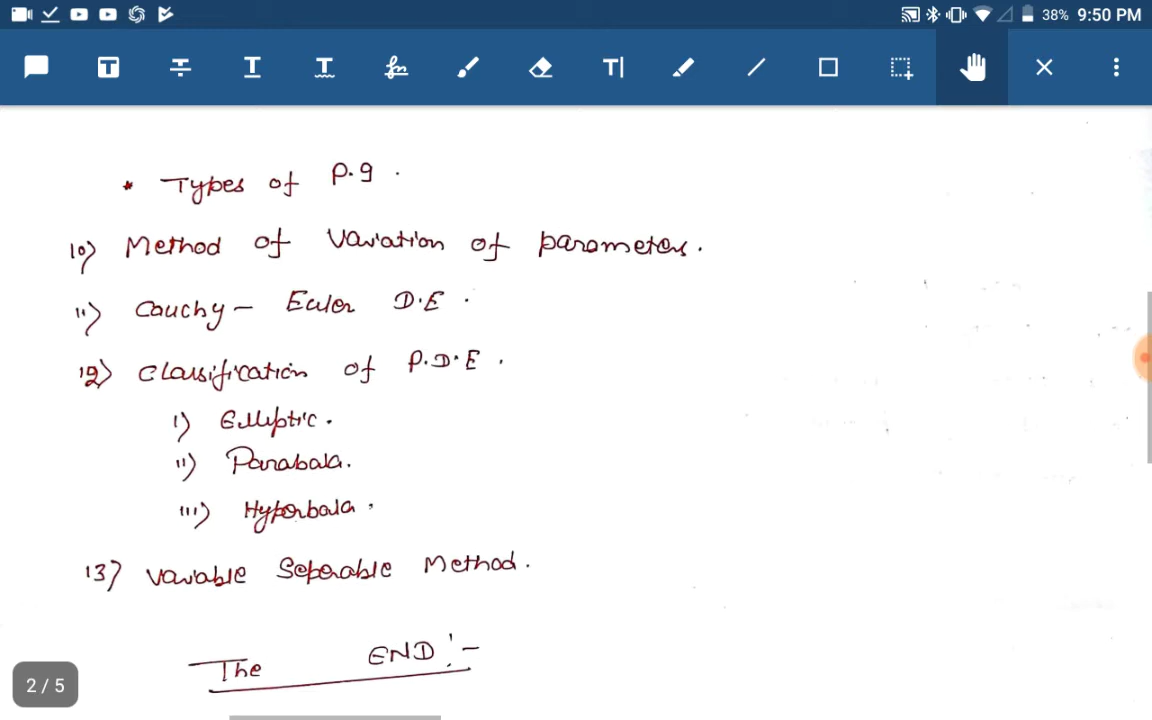 38% 9:50 PM
* Types of P.g.
10) Method of Variation of parameters.
11) Cauchy- Euler D.E.
12) Classification of P.D.E.
i) Elliptic.
ii) Parabala.
iii) Hyperbala.
13) Variable Seperable Method.
The END:-
2 / 5